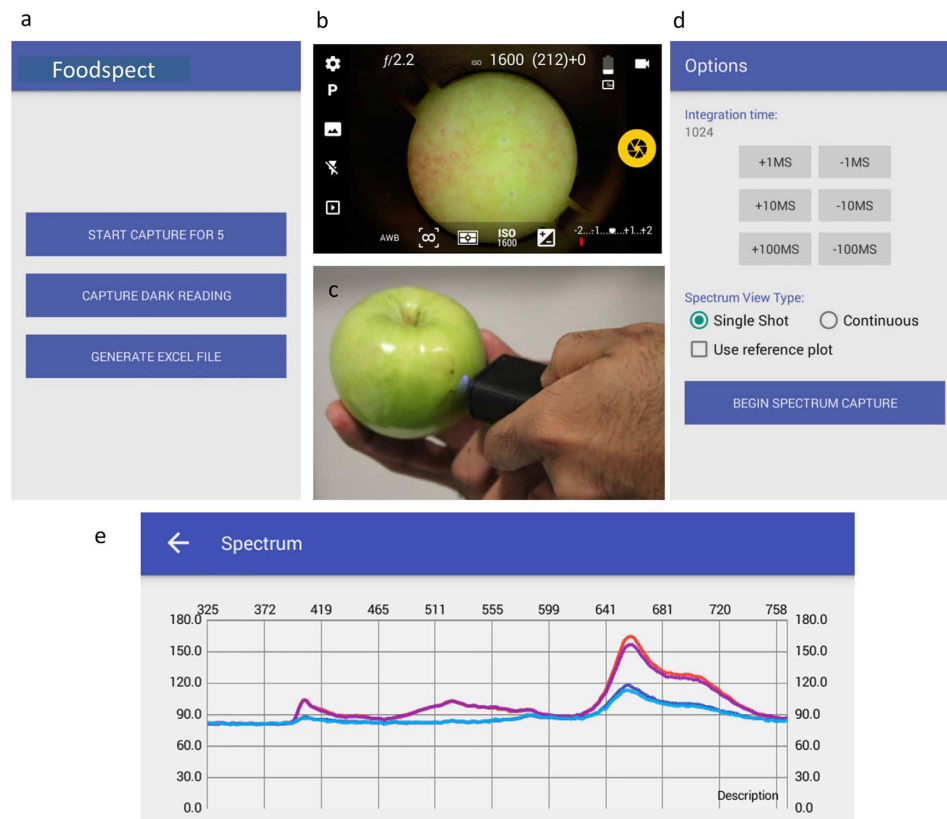 a
Foodspect
START CAPTURE FOR 5
CAPTURE DARK READING
GENERATE EXCEL FILE
b
f/2.2 ISO 1600 (212)+0
P
AWB ISO 1600 -2...-1...♥...+1...+2
c
d
Options
Integration time:
1024
+1MS -1MS
+10MS -10MS
+100MS -100MS
Spectrum View Type:
Single Shot Continuous
Use reference plot
BEGIN SPECTRUM CAPTURE
e
Spectrum
325 372 419 465 511 555 599 641 681 720 758
180.0 180.0
150.0 150.0
120.0 120.0
90.0 90.0
60.0 60.0
30.0 30.0
Description
0.0 0.0